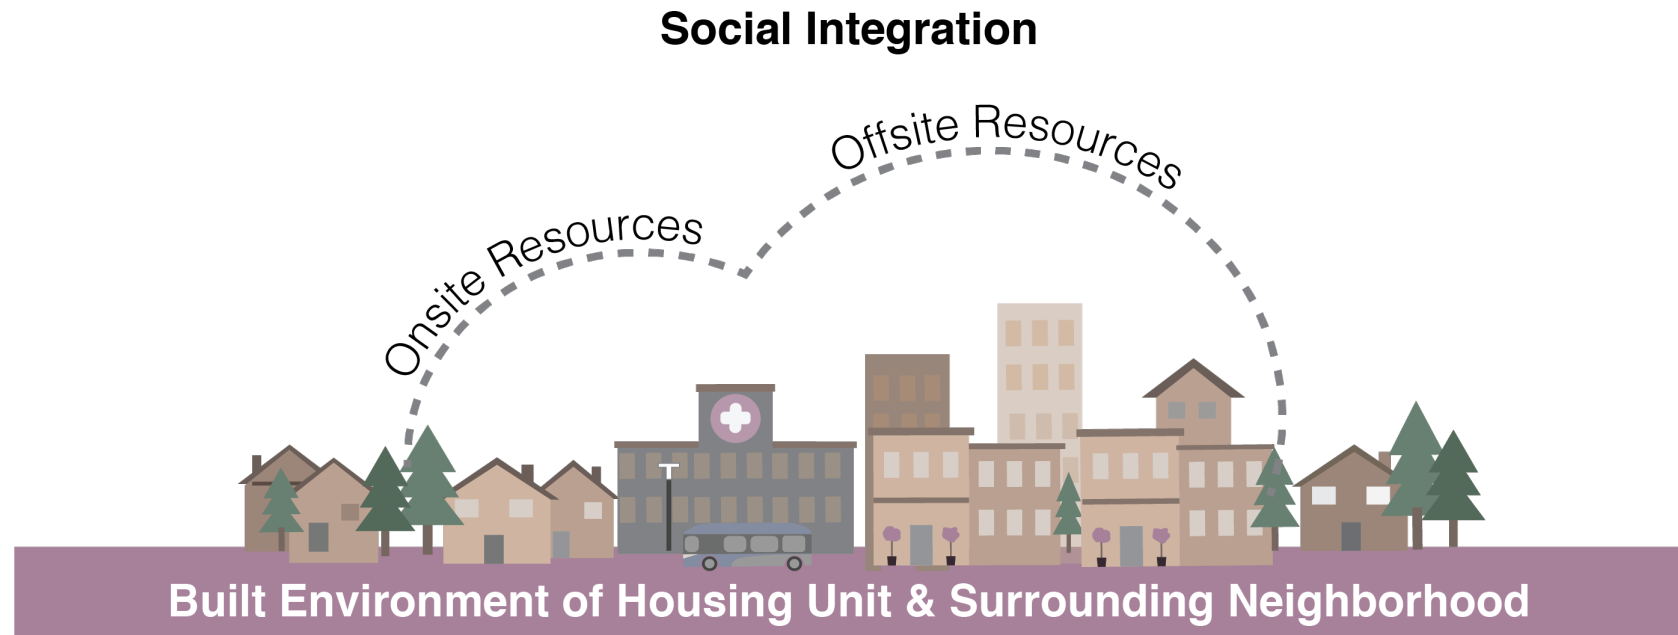 Social Integration
Offsite Resources
Onsite Resources
Built Environment of Housing Unit & Surrounding Neighborhood